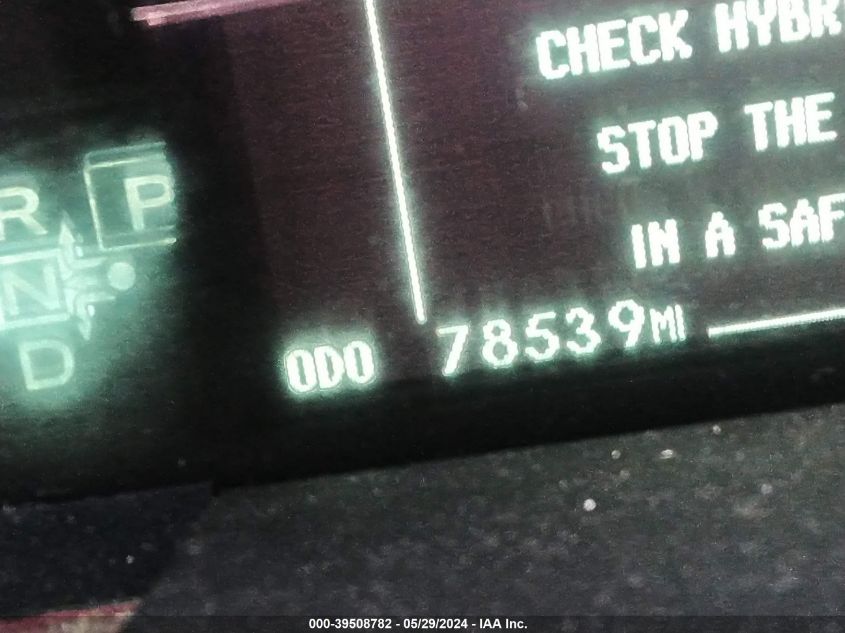 CHECK HYBR
STOP THE
IN A SAF
R P
N
D
ODO 78539MI
000-39508782 - 05/29/2024 - IAA Inc.